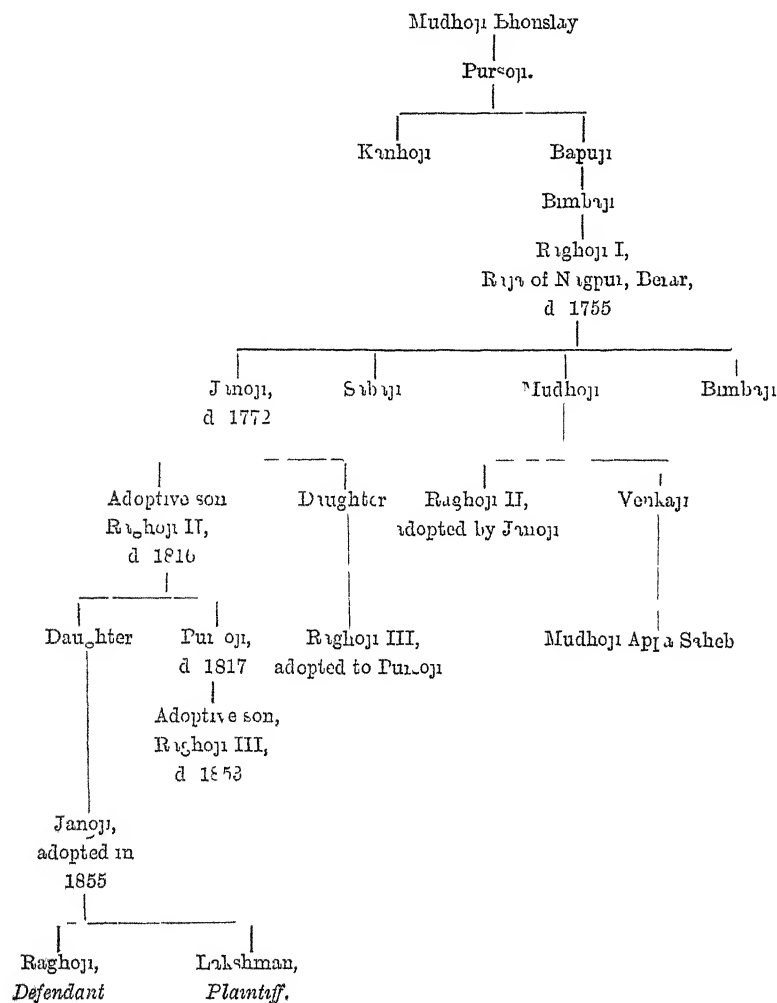 Mudhoji Bhonslay
Pursoji.
Kanhoji Bapuji
Bimbaji
Raghoji I,
Raja of Nagpur, Berar,
d 1755
Janoji, Sabaji Mudhoji Bimbaji
d 1772
Adoptive son Daughter Raghoji II, Venkaji
Raghoji II, adopted by Janoji
d 1816
Daughter Pursoji, Raghoji III, Mudhoji Appa Saheb
d 1817 adopted to Pursoji
Adoptive son,
Raghoji III,
d 1853
Janoji,
adopted in
1855
Raghoji, Lakshman,
Defendant Plaintiff.